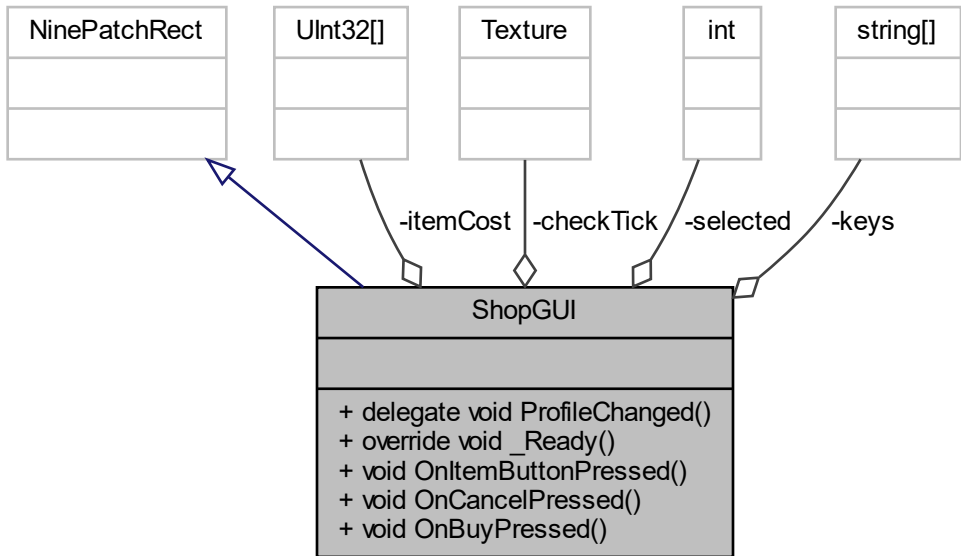 NinePatchRect
UInt32[]
Texture
int
string[]
-itemCost
-checkTick
-selected
-keys
ShopGUI
+ delegate void ProfileChanged()
+ override void _Ready()
+ void OnItemButtonPressed()
+ void OnCancelPressed()
+ void OnBuyPressed()